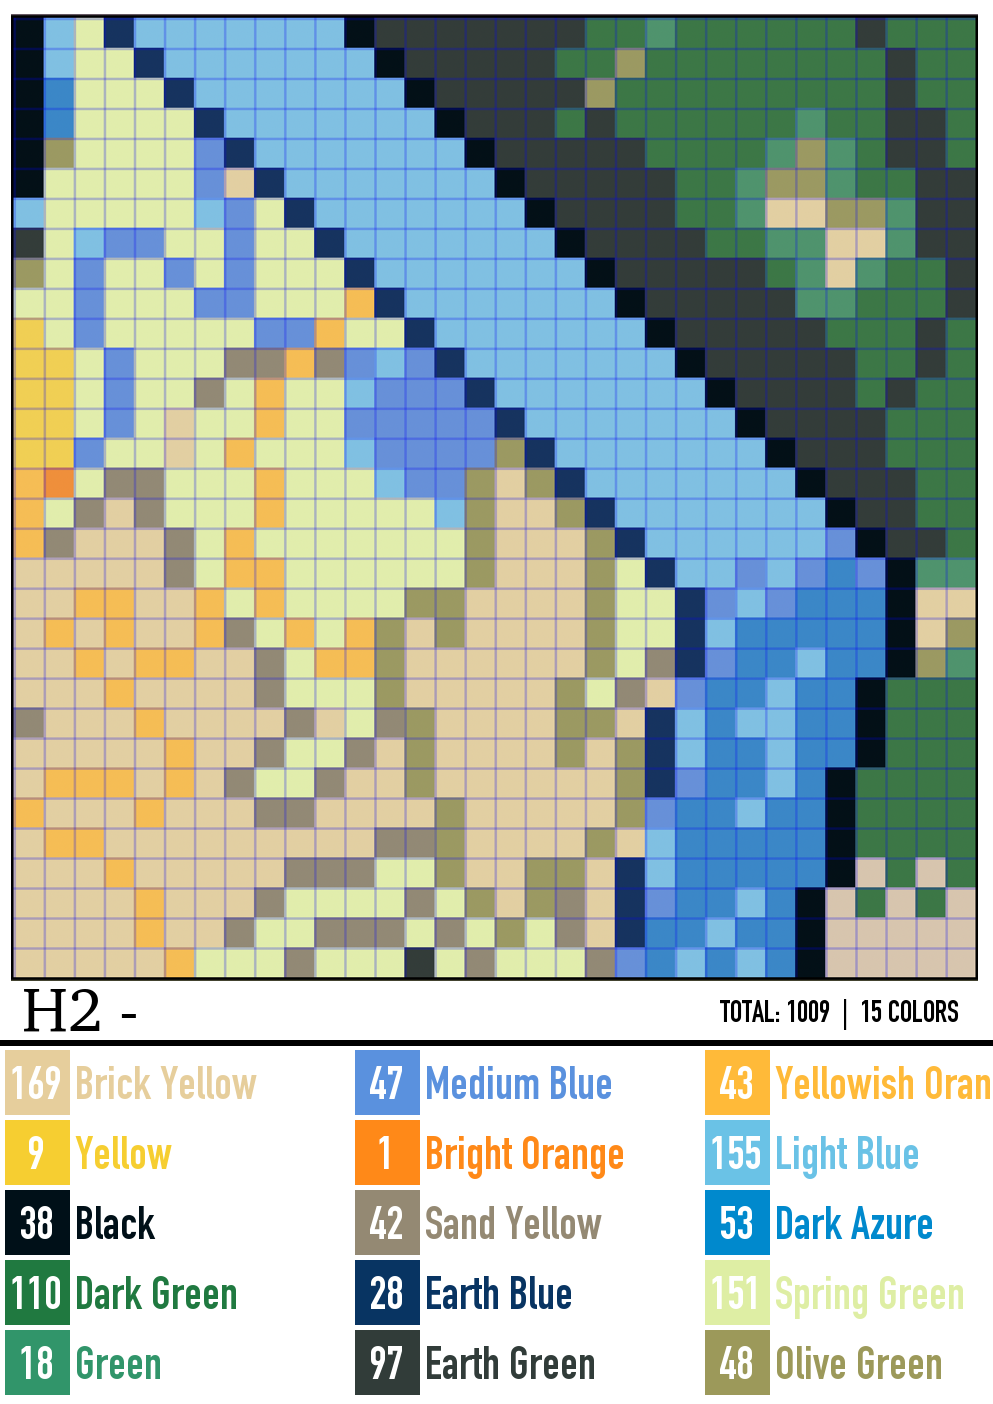 H2 -
TOTAL: 1009 | 15 COLORS
169 Brick Yellow
47 Medium Blue
43 Yellowish Oran
9 Yellow
1 Bright Orange
155 Light Blue
38 Black
42 Sand Yellow
53 Dark Azure
110 Dark Green
28 Earth Blue
151 Spring Green
18 Green
97 Earth Green
48 Olive Green